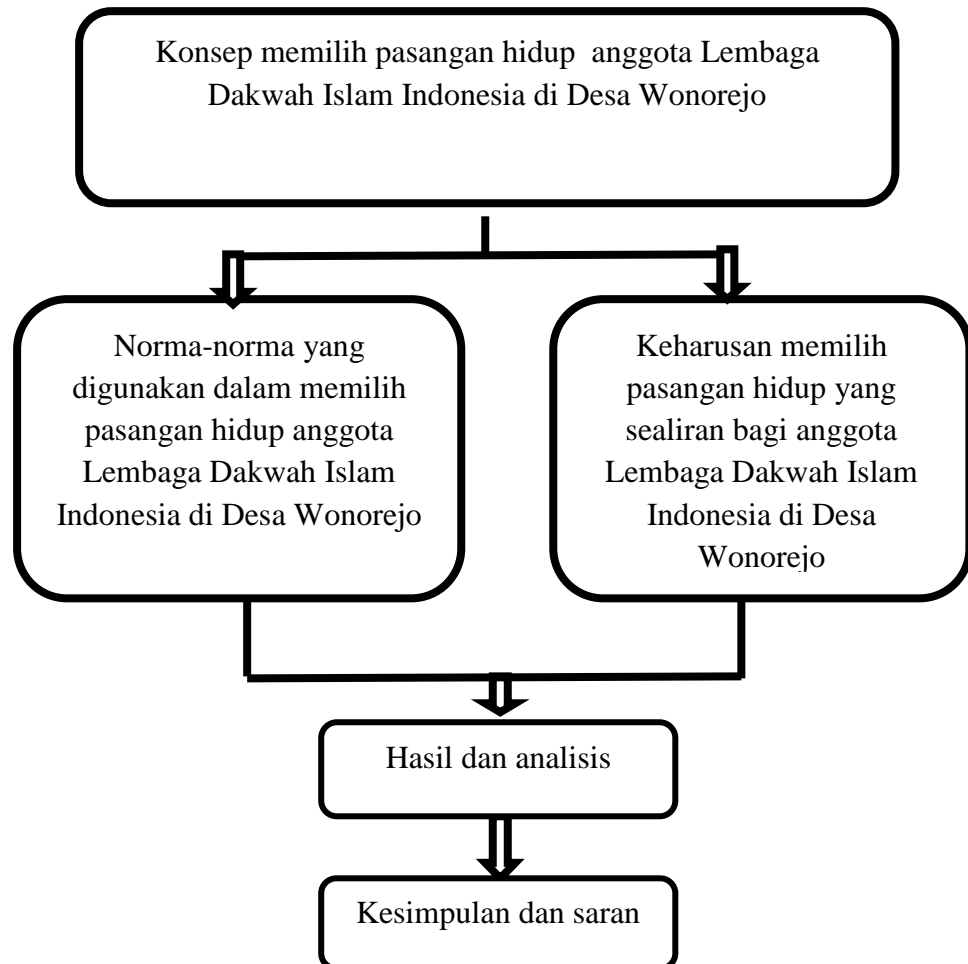 Konsep memilih pasangan hidup anggota Lembaga
Dakwah Islam Indonesia di Desa Wonorejo
Norma-norma yang
digunakan dalam memilih
pasangan hidup anggota
Lembaga Dakwah Islam
Indonesia di Desa Wonorejo
Keharusan memilih
pasangan hidup yang
sealiran bagi anggota
Lembaga Dakwah Islam
Indonesia di Desa
Wonorejo
Hasil dan analisis
Kesimpulan dan saran